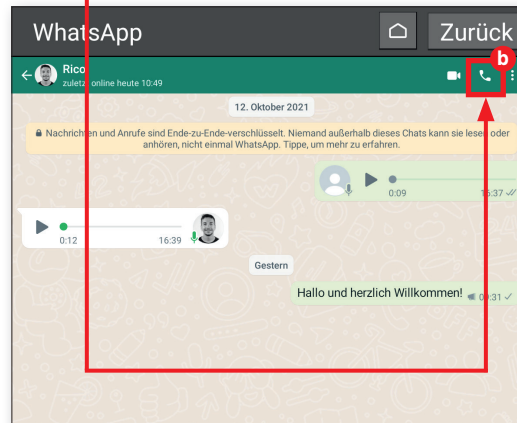 WhatsApp
Zurück
b
Rico
zuletzt online heute 10:49
12. Oktober 2021
Nachrichten und Anrufe sind Ende-zu-Ende-verschlüsselt. Niemand außerhalb dieses Chats kann sie lesen oder
anhören, nicht einmal WhatsApp. Tippe, um mehr zu erfahren.
0:09
16:37
0:12
16:39
Gestern
Hallo und herzlich Willkommen!
09:31